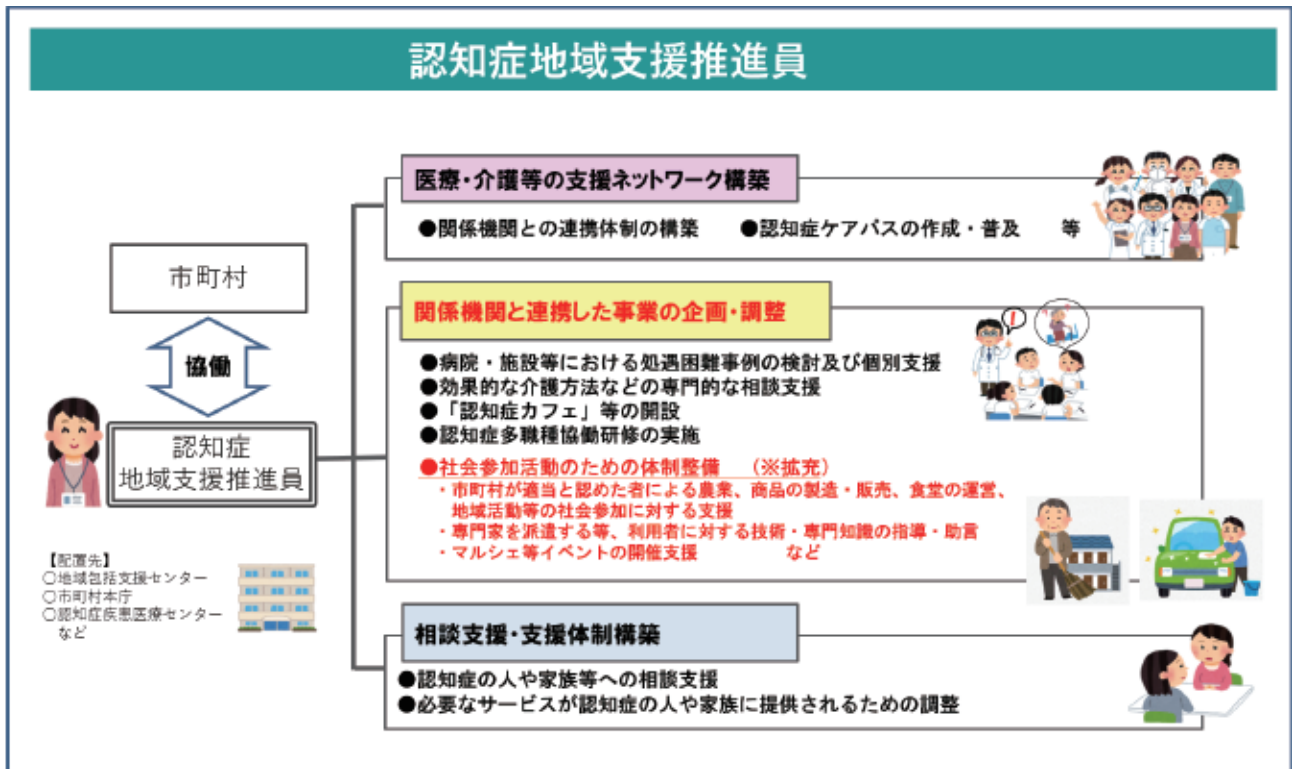 認知症地域支援推進員
市町村
協働
認知症
地域支援推進員
【配置先】
○地域包括支援センター
○市町村本庁
○認知症疾患医療センター
など
医療・介護等の支援ネットワーク構築
●関係機関との連携体制の構築　●認知症ケアパスの作成・普及　等
関係機関と連携した事業の企画・調整
●病院・施設等における処遇困難事例の検討及び個別支援
●効果的な介護方法などの専門的な相談支援
●「認知症カフェ」等の開設
●認知症多職種協働研修の実施
●社会参加活動のための体制整備　（※拡充）
・市町村が適当と認めた者による農業、商品の製造・販売、食堂の運営、
地域活動等の社会参加に対する支援
・専門家を派遣する等、利用者に対する技術・専門知識の指導・助言
・マルシェ等イベントの開催支援　など
！
相談支援・支援体制構築
●認知症の人や家族等への相談支援
●必要なサービスが認知症の人や家族に提供されるための調整